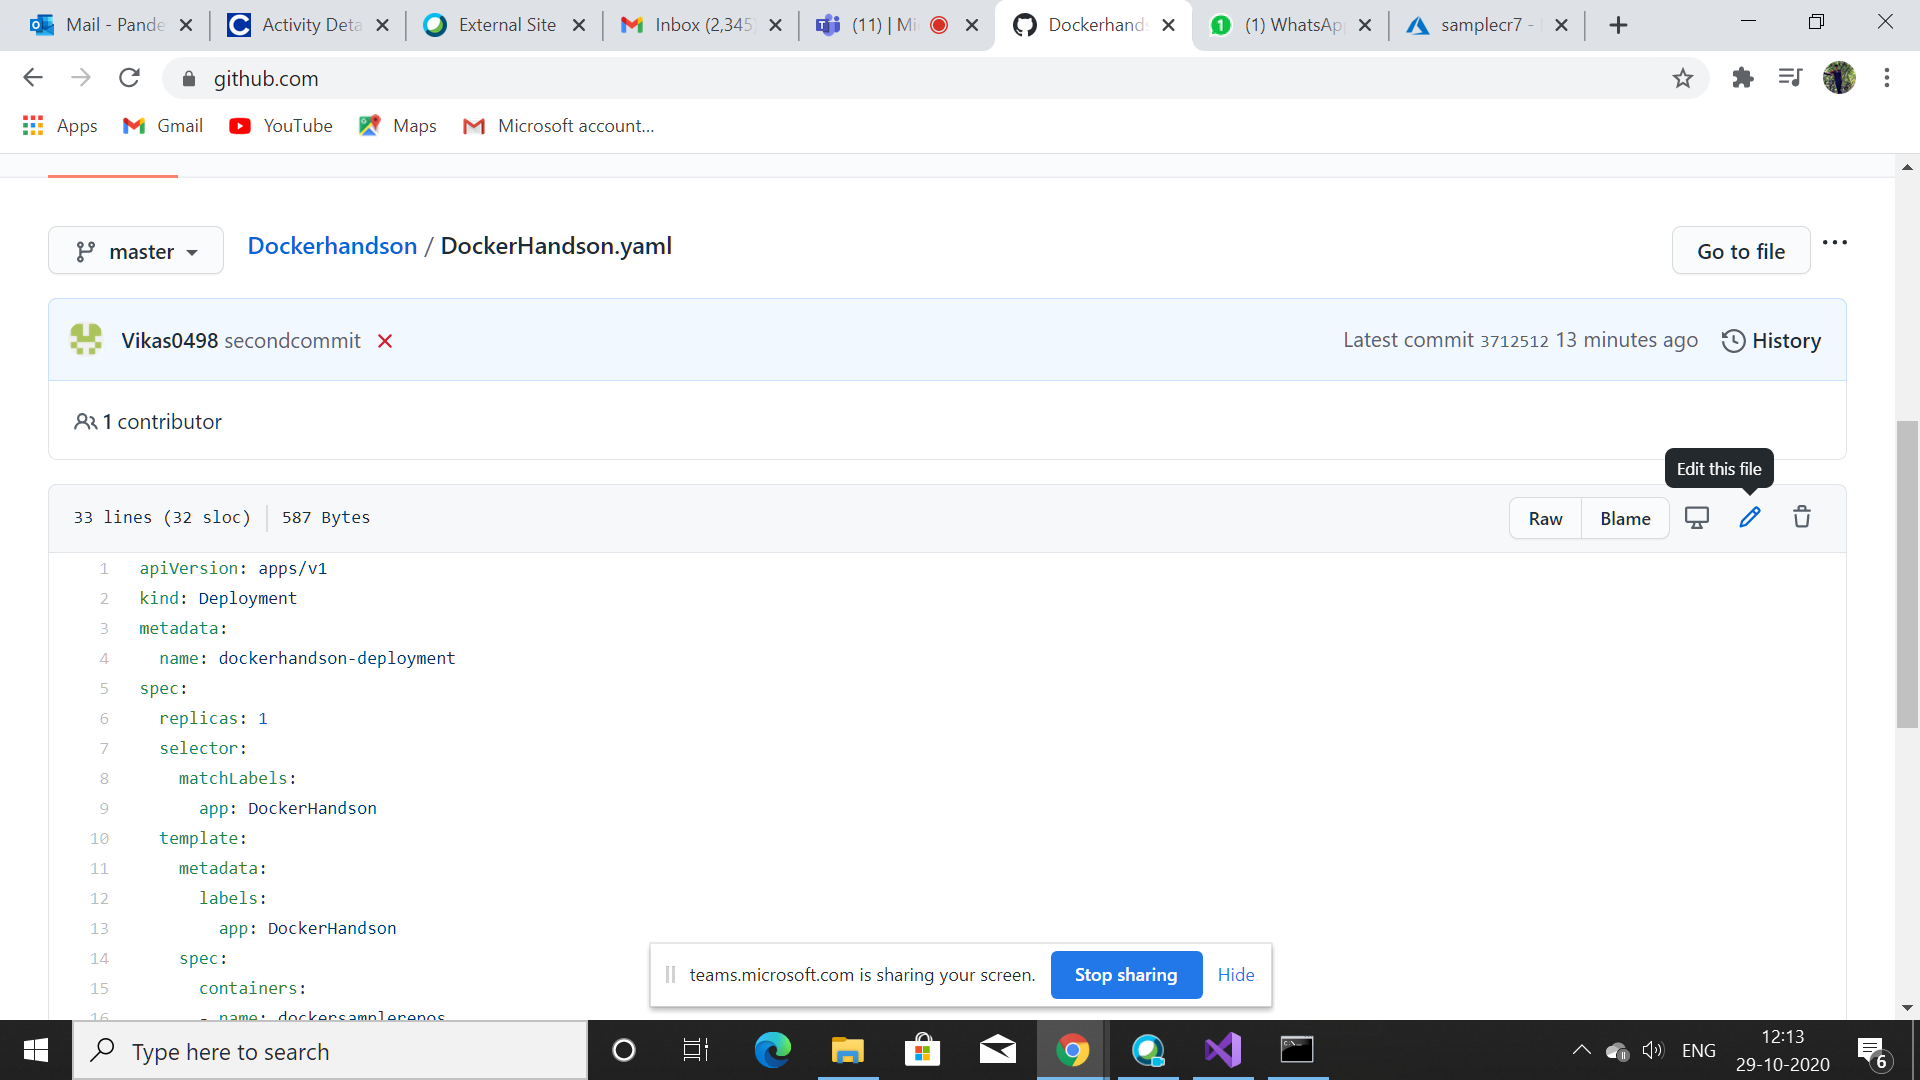 Mail - Pande
Activity Deta
External Site
Inbox (2,345)
(11) | Mi
Dockerhands
(1) WhatsApp
samplecr7 -
github.com
Apps
Gmail
YouTube
Maps
Microsoft account...
master
Dockerhandson / DockerHandson.yaml
Go to file
Vikas0498 secondcommit
Latest commit 3712512 13 minutes ago
History
1 contributor
Edit this file
33 lines (32 sloc)
587 Bytes
Raw
Blame
1 apiVersion: apps/v1
2 kind: Deployment
3 metadata:
4 name: dockerhandson-deployment
5 spec:
6 replicas: 1
7 selector:
8 matchLabels:
9 app: DockerHandson
10 template:
11 metadata:
12 labels:
13 app: DockerHandson
14 spec:
15 containers:
16 - name: dockersamplerepos
teams.microsoft.com is sharing your screen.
Stop sharing
Hide
Type here to search
ENG
12:13
29-10-2020
6